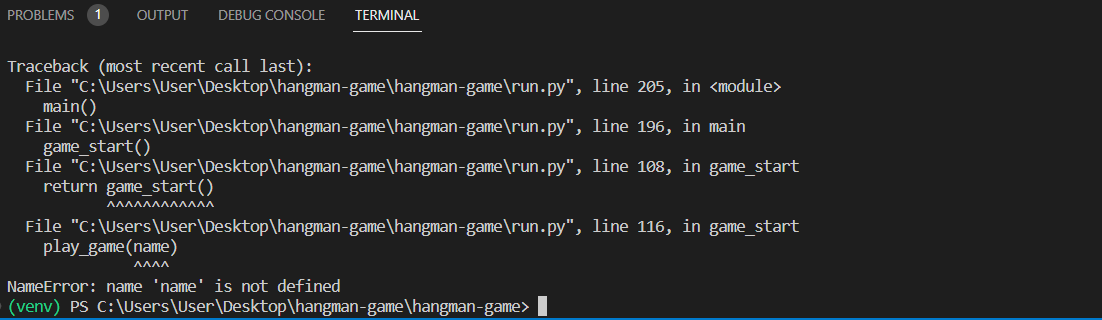 PROBLEMS 1 OUTPUT DEBUG CONSOLE TERMINAL
Traceback (most recent call last):
  File "C:\Users\User\Desktop\hangman-game\hangman-game\run.py", line 205, in <module>
    main()
  File "C:\Users\User\Desktop\hangman-game\hangman-game\run.py", line 196, in main
    game_start()
  File "C:\Users\User\Desktop\hangman-game\hangman-game\run.py", line 108, in game_start
    return game_start()
           ^^^^^^^^^^^^
  File "C:\Users\User\Desktop\hangman-game\hangman-game\run.py", line 116, in game_start
    play_game(name)
              ^^^^
NameError: name 'name' is not defined
(venv) PS C:\Users\User\Desktop\hangman-game\hangman-game>